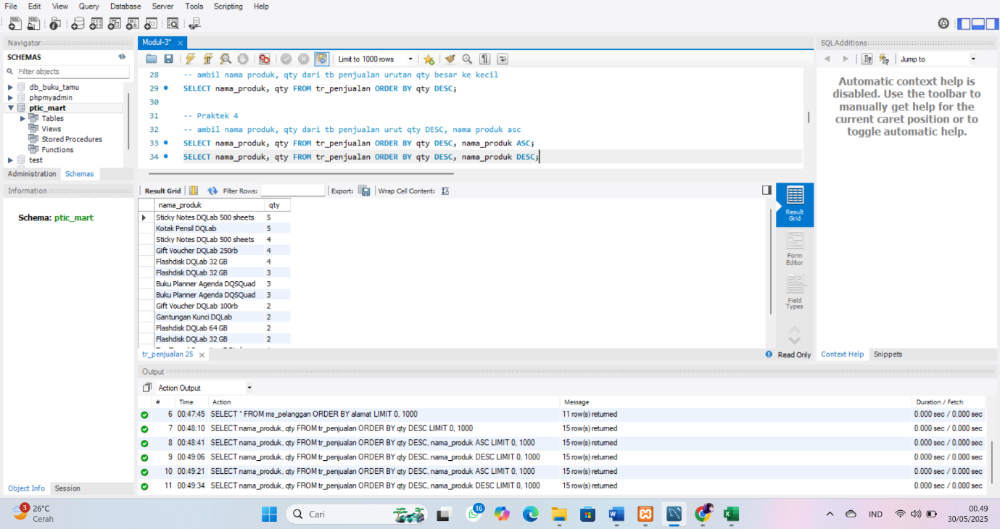 File Edit View Query Database Server Tools Scripting Help
Navigator
SCHEMAS
Filter objects
db_buku_tamu
phpmyadmin
ptic_mart
Tables
Views
Stored Procedures
Functions
test
Administration Schemas
Information
Schema: ptic_mart
Object Info Session
Modul-3*
Limit to 1000 rows
28 -- ambil nama produk, qty dari tb penjualan urutan qty besar ke kecil
29 SELECT nama_produk, qty FROM tr_penjualan ORDER BY qty DESC;
30
31 -- Praktek 4
32 -- ambil nama produk, qty dari tb penjualan urut qty DESC, nama produk asc
33 SELECT nama_produk, qty FROM tr_penjualan ORDER BY qty DESC, nama_produk ASC;
34 SELECT nama_produk, qty FROM tr_penjualan ORDER BY qty DESC, nama_produk DESC;
Result Grid Filter Rows: Export: Wrap Cell Content:
nama_produk qty
Sticky Notes DQLab 500 sheets 5
Kotak Pensil DQLab 5
Sticky Notes DQLab 500 sheets 4
Gift Voucher DQLab 250rb 4
Flashdisk DQLab 32 GB 4
Flashdisk DQLab 32 GB 3
Buku Planner Agenda DQSQuad 3
Buku Planner Agenda DQSQuad 3
Gift Voucher DQLab 100rb 2
Gantungan Kunci DQLab 2
Flashdisk DQLab 64 GB 2
Flashdisk DQLab 32 GB 2
Result
Grid
Form
Editor
Field
Types
tr_penjualan 25
Read Only
SQLAdditions
Jump to
Automatic context help is
disabled. Use the toolbar to
manually get help for the
current caret position or to
toggle automatic help.
Context Help Snippets
Output
Action Output
# Time Action Message Duration / Fetch
6 00:47:45 SELECT * FROM ms_pelanggan ORDER BY alamat LIMIT 0, 1000 11 row(s) returned 0.000 sec / 0.000 sec
7 00:48:10 SELECT nama_produk, qty FROM tr_penjualan ORDER BY qty DESC LIMIT 0, 1000 15 row(s) returned 0.000 sec / 0.000 sec
8 00:48:41 SELECT nama_produk, qty FROM tr_penjualan ORDER BY qty DESC, nama_produk ASC LIMIT 0, 1000 15 row(s) returned 0.000 sec / 0.000 sec
9 00:49:06 SELECT nama_produk, qty FROM tr_penjualan ORDER BY qty DESC, nama_produk DESC LIMIT 0, 1000 15 row(s) returned 0.000 sec / 0.000 sec
10 00:49:21 SELECT nama_produk, qty FROM tr_penjualan ORDER BY qty DESC, nama_produk ASC LIMIT 0, 1000 15 row(s) returned 0.000 sec / 0.000 sec
11 00:49:34 SELECT nama_produk, qty FROM tr_penjualan ORDER BY qty DESC, nama_produk DESC LIMIT 0, 1000 15 row(s) returned 0.000 sec / 0.000 sec
3
26°C
Cerah
Cari
16
IND
00.49
30/05/2025